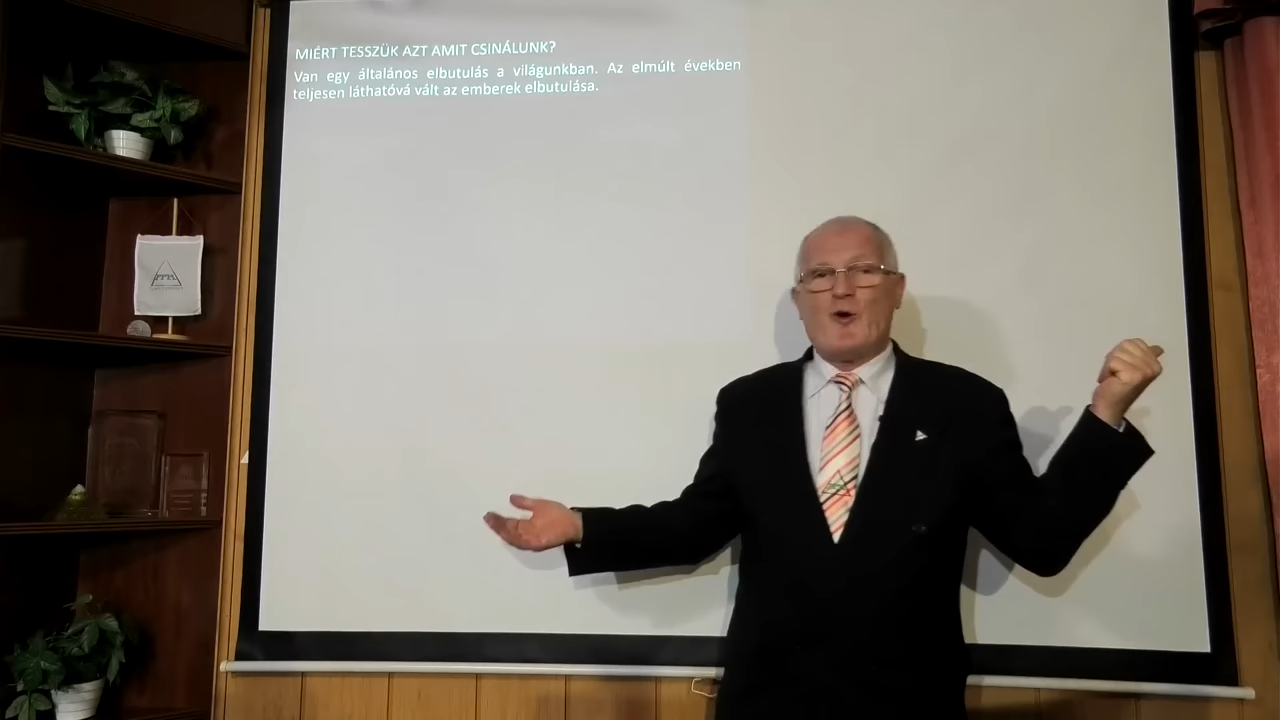 MIÉRT TESSZÜK AZT AMIT CSINÁLUNK?
Van egy általános elbutulás a világunkban. Az elmúlt években
teljesen láthatóvá vált az emberek elbutulása.